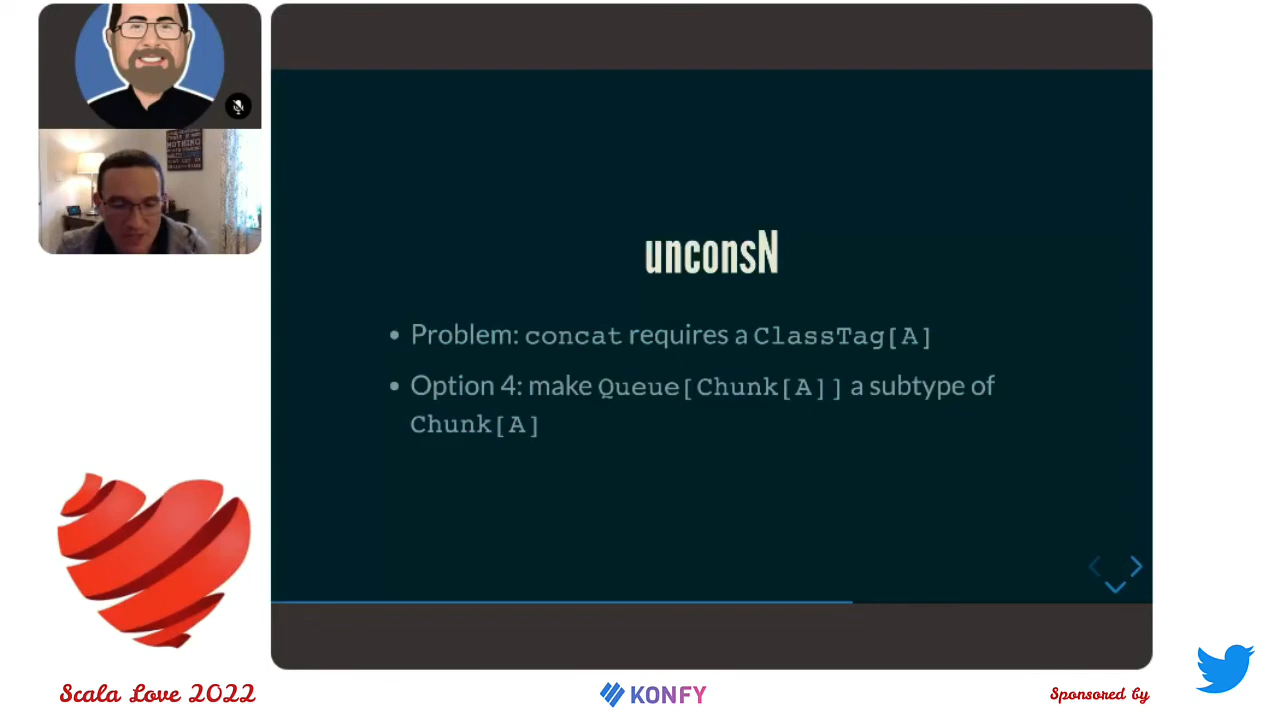 NOTHING
unconsN
• Problem: concat requires a ClassTag[A]
• Option 4: make Queue[Chunk[A]] a subtype of
Chunk[A]
Scala Love 2022
KONFY
Sponsored by